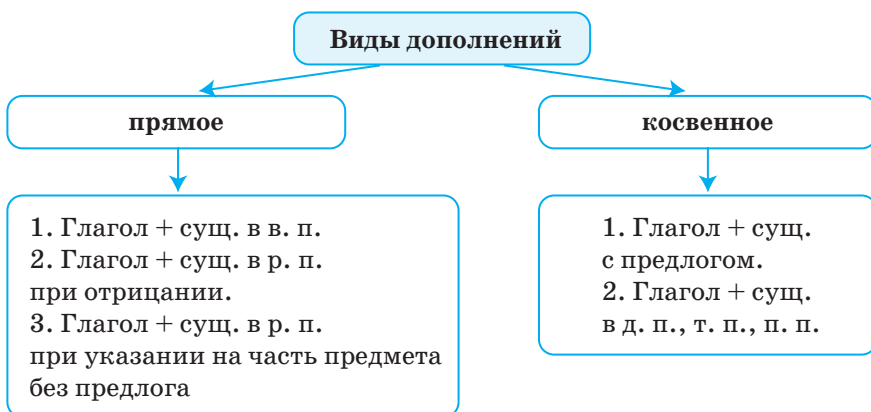 Виды дополнений
прямое
косвенное
1. Глагол + сущ. в в. п.
2. Глагол + сущ. в р. п.
при отрицании.
3. Глагол + сущ. в р. п.
при указании на часть предмета
без предлога
1. Глагол + сущ.
с предлогом.
2. Глагол + сущ.
в д. п., т. п., п. п.